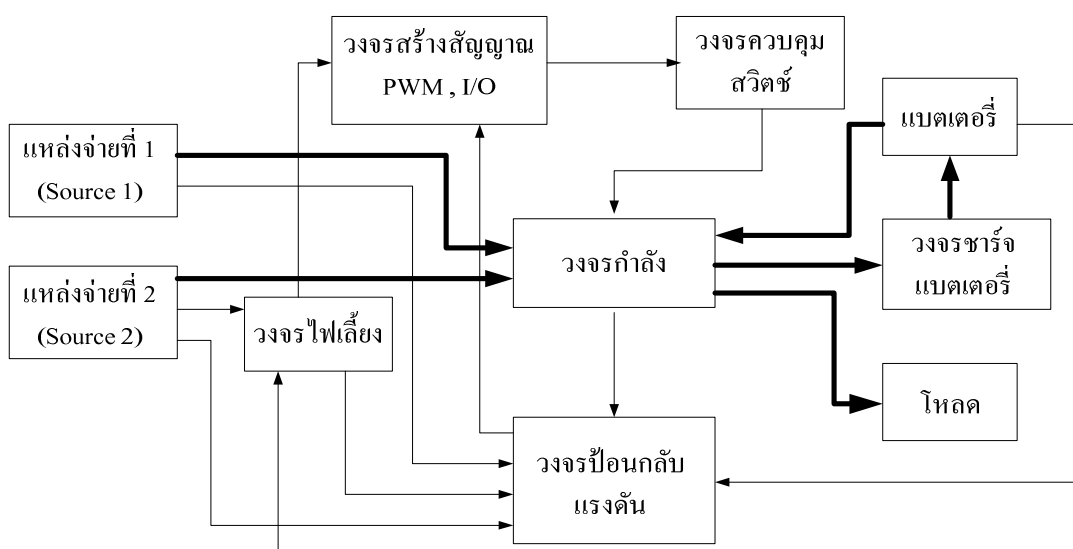 วงจรสร้างสัญญาณ
PWM , I/O
วงจรควบคุม
สวิตช์
แหล่งจ่ายที่ 1
(Source 1)
แบตเตอรี่
วงจรกำลัง
วงจรชาร์จ
แบตเตอรี่
แหล่งจ่ายที่ 2
(Source 2)
วงจรไฟเลี้ยง
โหลด
วงจรป้อนกลับ
แรงดัน